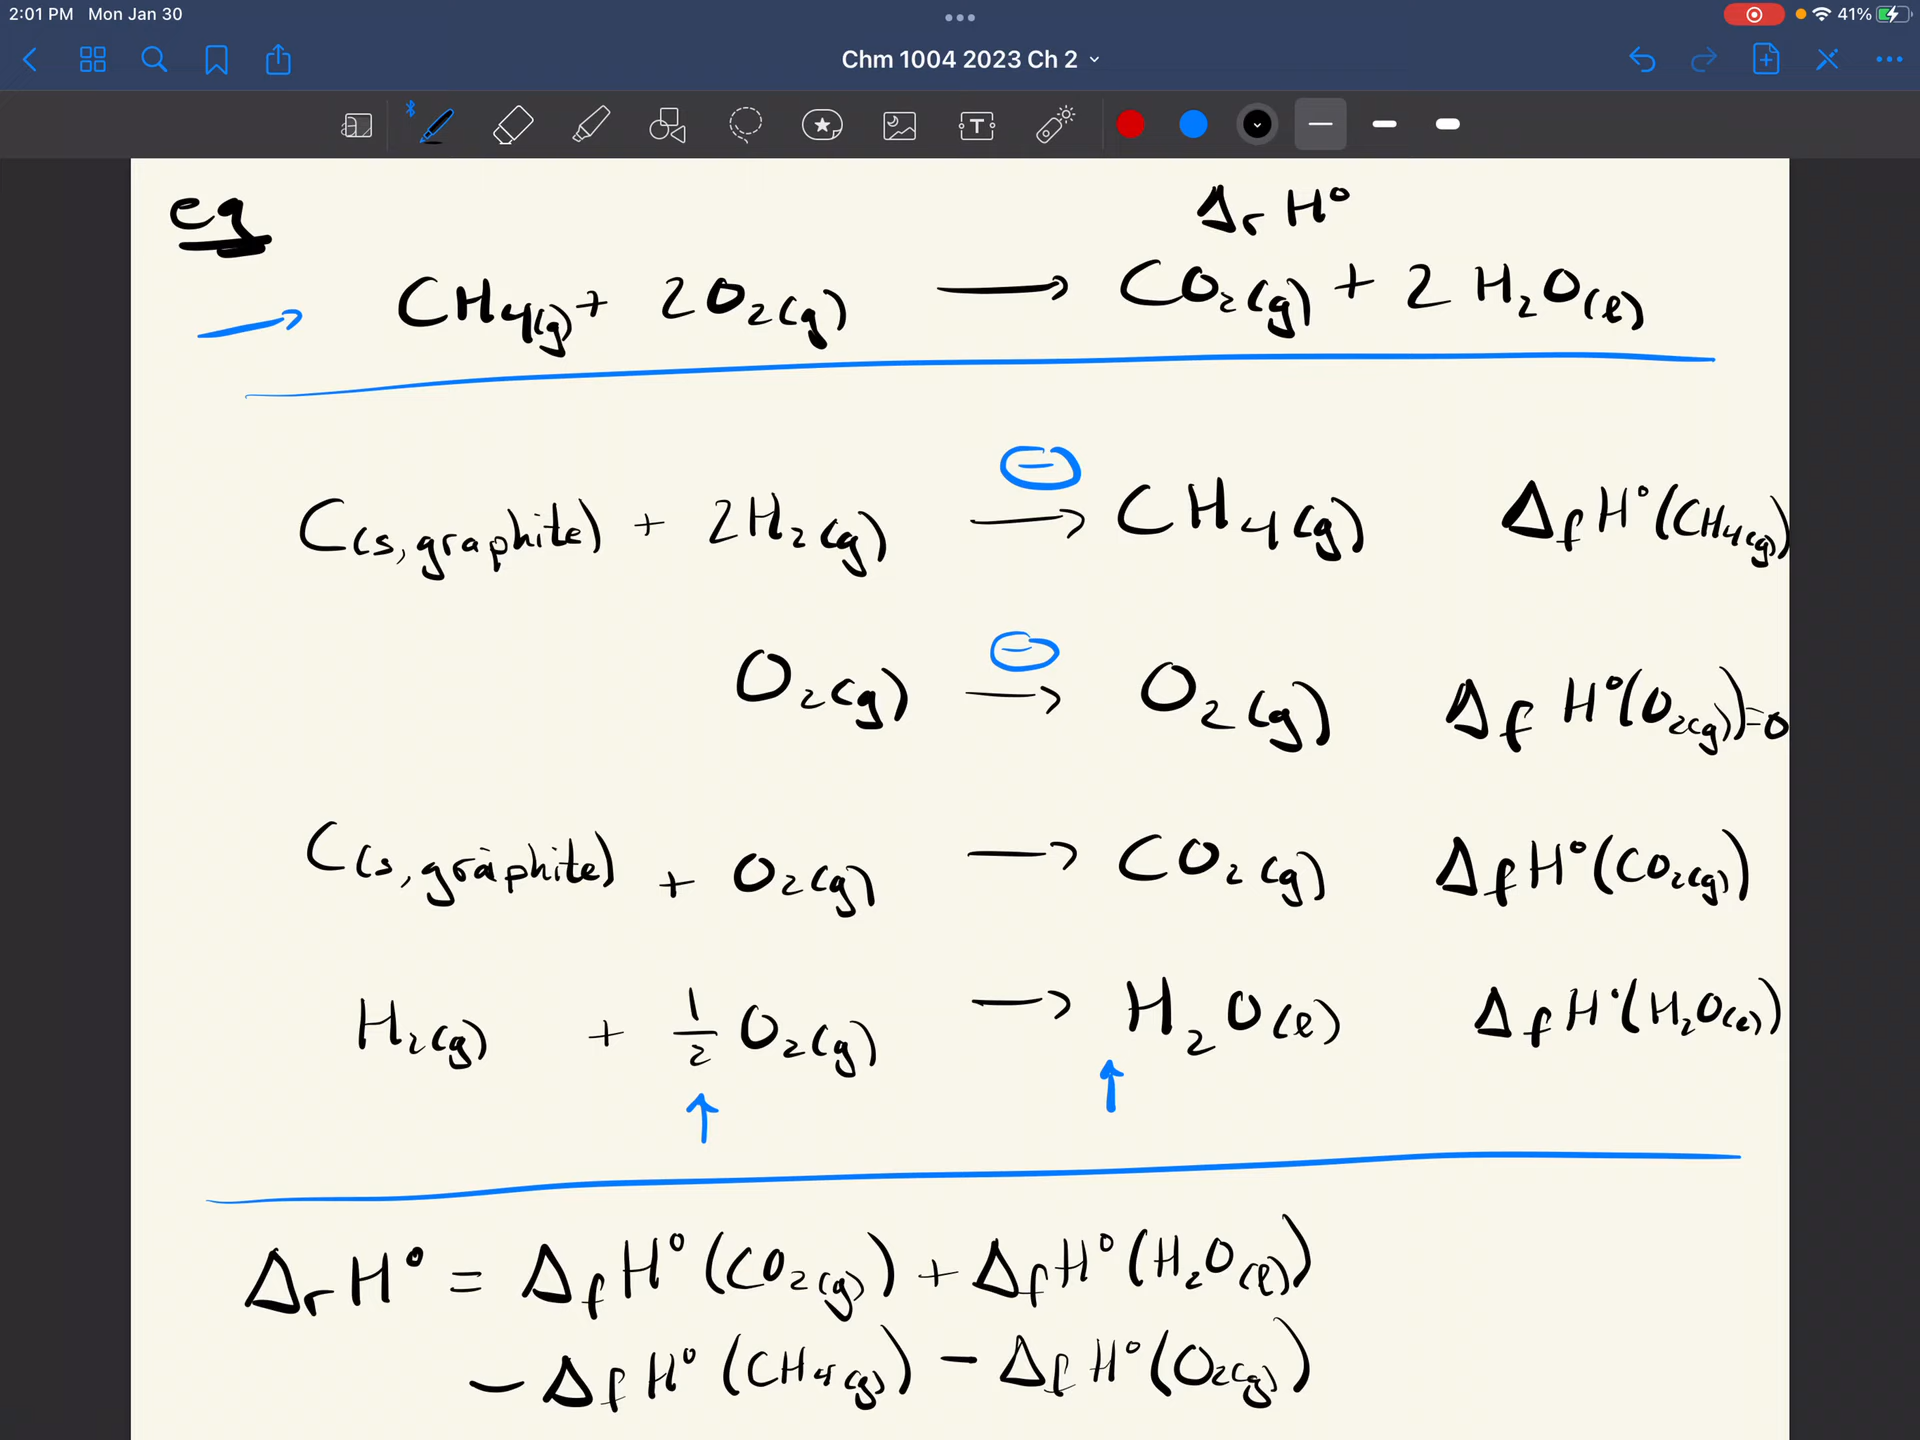 2:01 PM Mon Jan 30
41%
Chm 1004 2023 Ch 2
eg
ΔrH°
CH₄(g) + 2O₂(g) → CO₂(g) + 2 H₂O(l)
⊖
C(s, graphite) + 2H₂(g) → CH₄(g) ΔfH°(CH₄(g))
⊖
O₂(g) → O₂(g) ΔfH°(O₂(g))=0
C(s, graphite) + O₂(g) → CO₂(g) ΔfH°(CO₂(g))
H₂(g) + 1/2 O₂(g) → H₂O(l) ΔfH°(H₂O(l))
ΔrH° = ΔfH°(CO₂(g)) + ΔfH°(H₂O(l))
− ΔfH°(CH₄(g)) − ΔfH°(O₂(g))